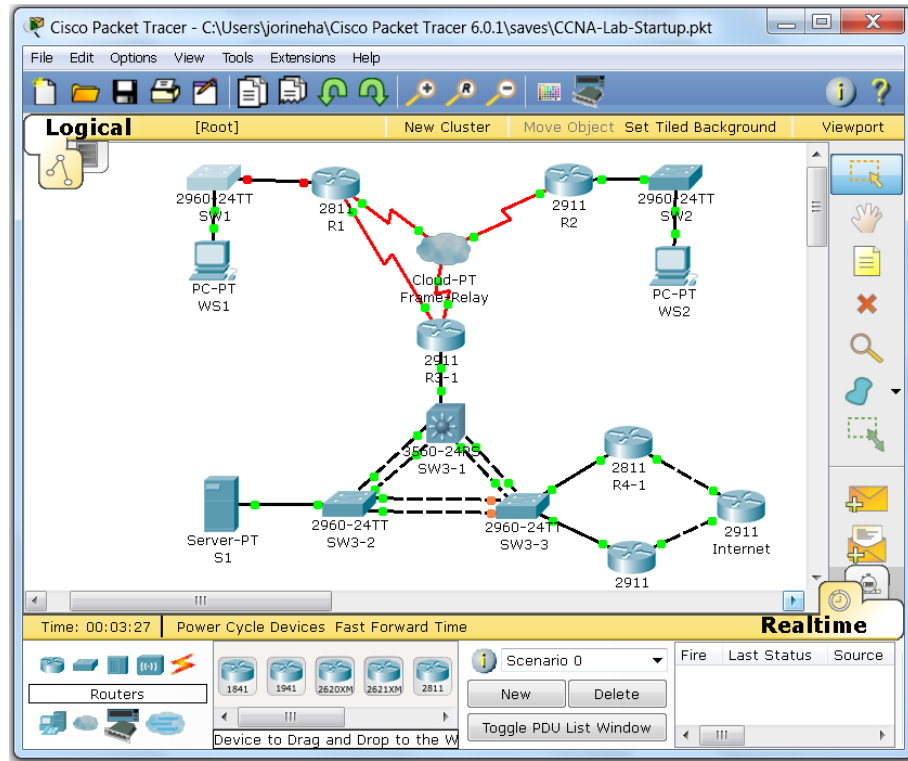 Cisco Packet Tracer - C:\Users\jorineha\Cisco Packet Tracer 6.0.1\saves\CCNA-Lab-Startup.pkt
File Edit Options View Tools Extensions Help
Logical [Root] New Cluster Move Object Set Tiled Background Viewport
2960-24TT
SW1
2811
R1
2911
R2
2960-24TT
SW2
PC-PT
WS1
Cloud-PT
Frame-Relay
PC-PT
WS2
2911
R3-1
3560-24PS
SW3-1
2811
R4-1
Server-PT
S1
2960-24TT
SW3-2
2960-24TT
SW3-3
2911
Internet
2911
Time: 00:03:27 Power Cycle Devices Fast Forward Time Realtime
Routers
1841 1941 2620XM 2621XM 2811
Device to Drag and Drop to the W
Scenario 0
New Delete
Toggle PDU List Window
Fire Last Status Source